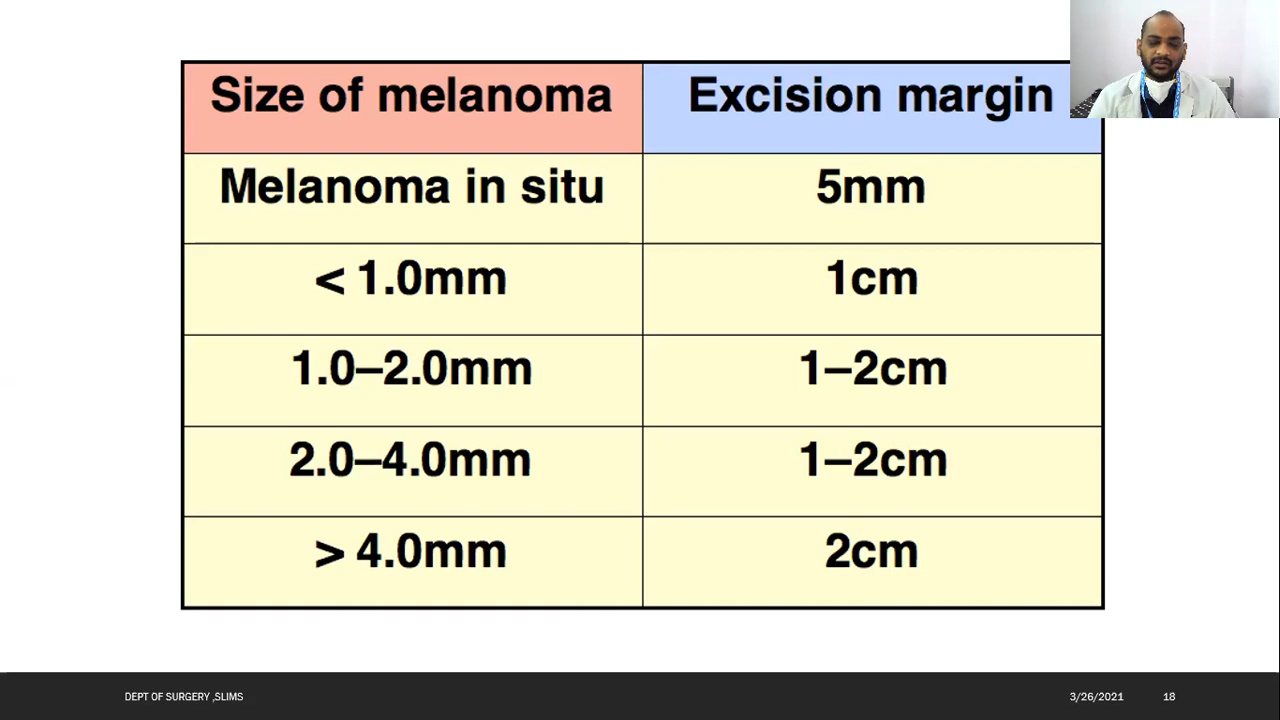 Size of melanoma Excision margin
Melanoma in situ 5mm
< 1.0mm 1cm
1.0–2.0mm 1–2cm
2.0–4.0mm 1–2cm
> 4.0mm 2cm
DEPT OF SURGERY ,SLIMS 3/26/2021 18